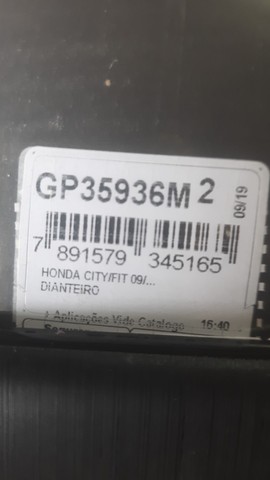 GP35936M 2
09/19
7 891579 345165
HONDA CITY/FIT 09/...
DIANTEIRO
Aplicações Vide Catalogo 16:40